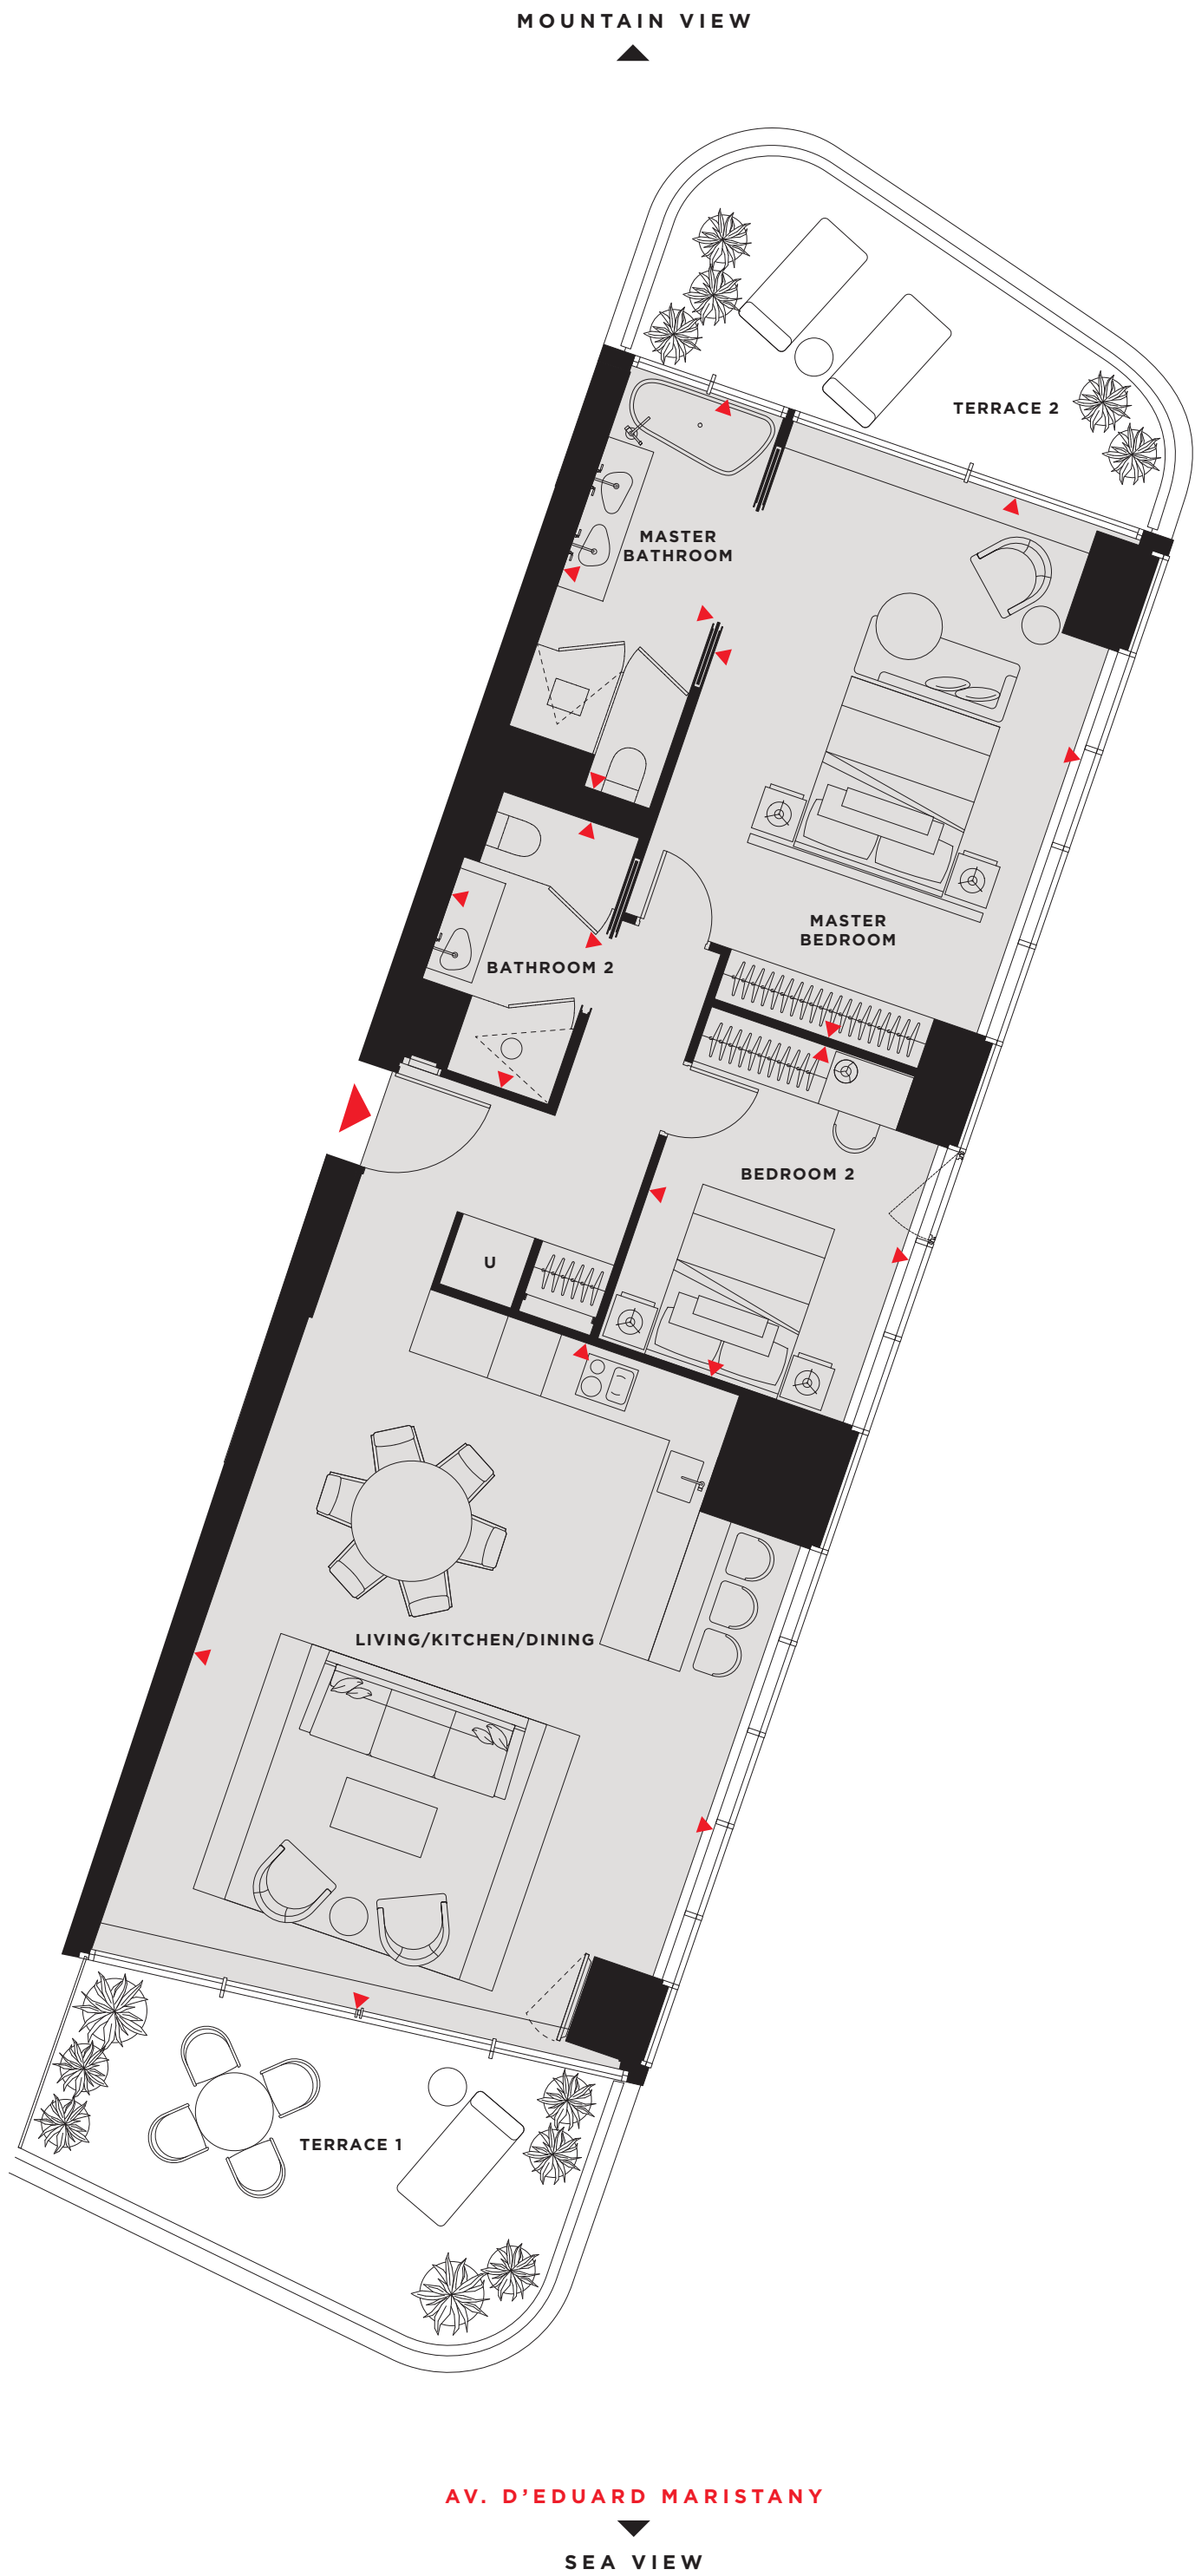 MOUNTAIN VIEW
TERRACE 2
MASTER
BATHROOM
MASTER
BEDROOM
BATHROOM 2
BEDROOM 2
U
LIVING/KITCHEN/DINING
TERRACE 1
AV. D’EDUARD MARISTANY
SEA VIEW